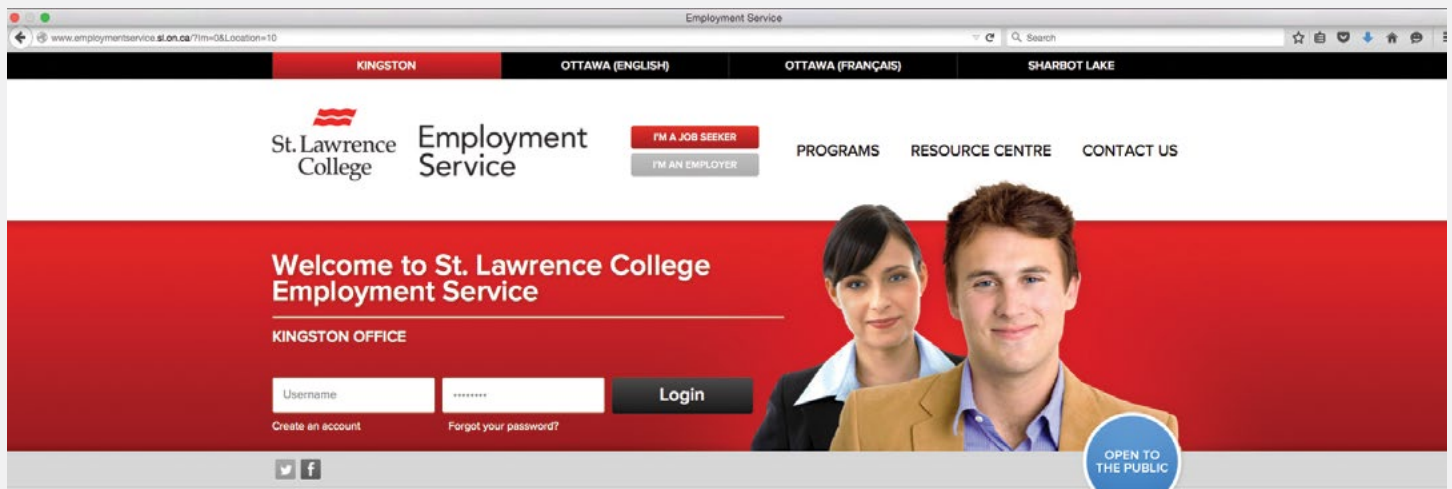 Employment Service
www.employmentservice.sl.on.ca/?lm=0&Location=10
Search
KINGSTON
OTTAWA (ENGLISH)
OTTAWA (FRANÇAIS)
SHARBOT LAKE
St. Lawrence
College
Employment
Service
I'M A JOB SEEKER
I'M AN EMPLOYER
PROGRAMS
RESOURCE CENTRE
CONTACT US
Welcome to St. Lawrence College
Employment Service
KINGSTON OFFICE
Username
********
Login
Create an account
Forgot your password?
OPEN TO
THE PUBLIC